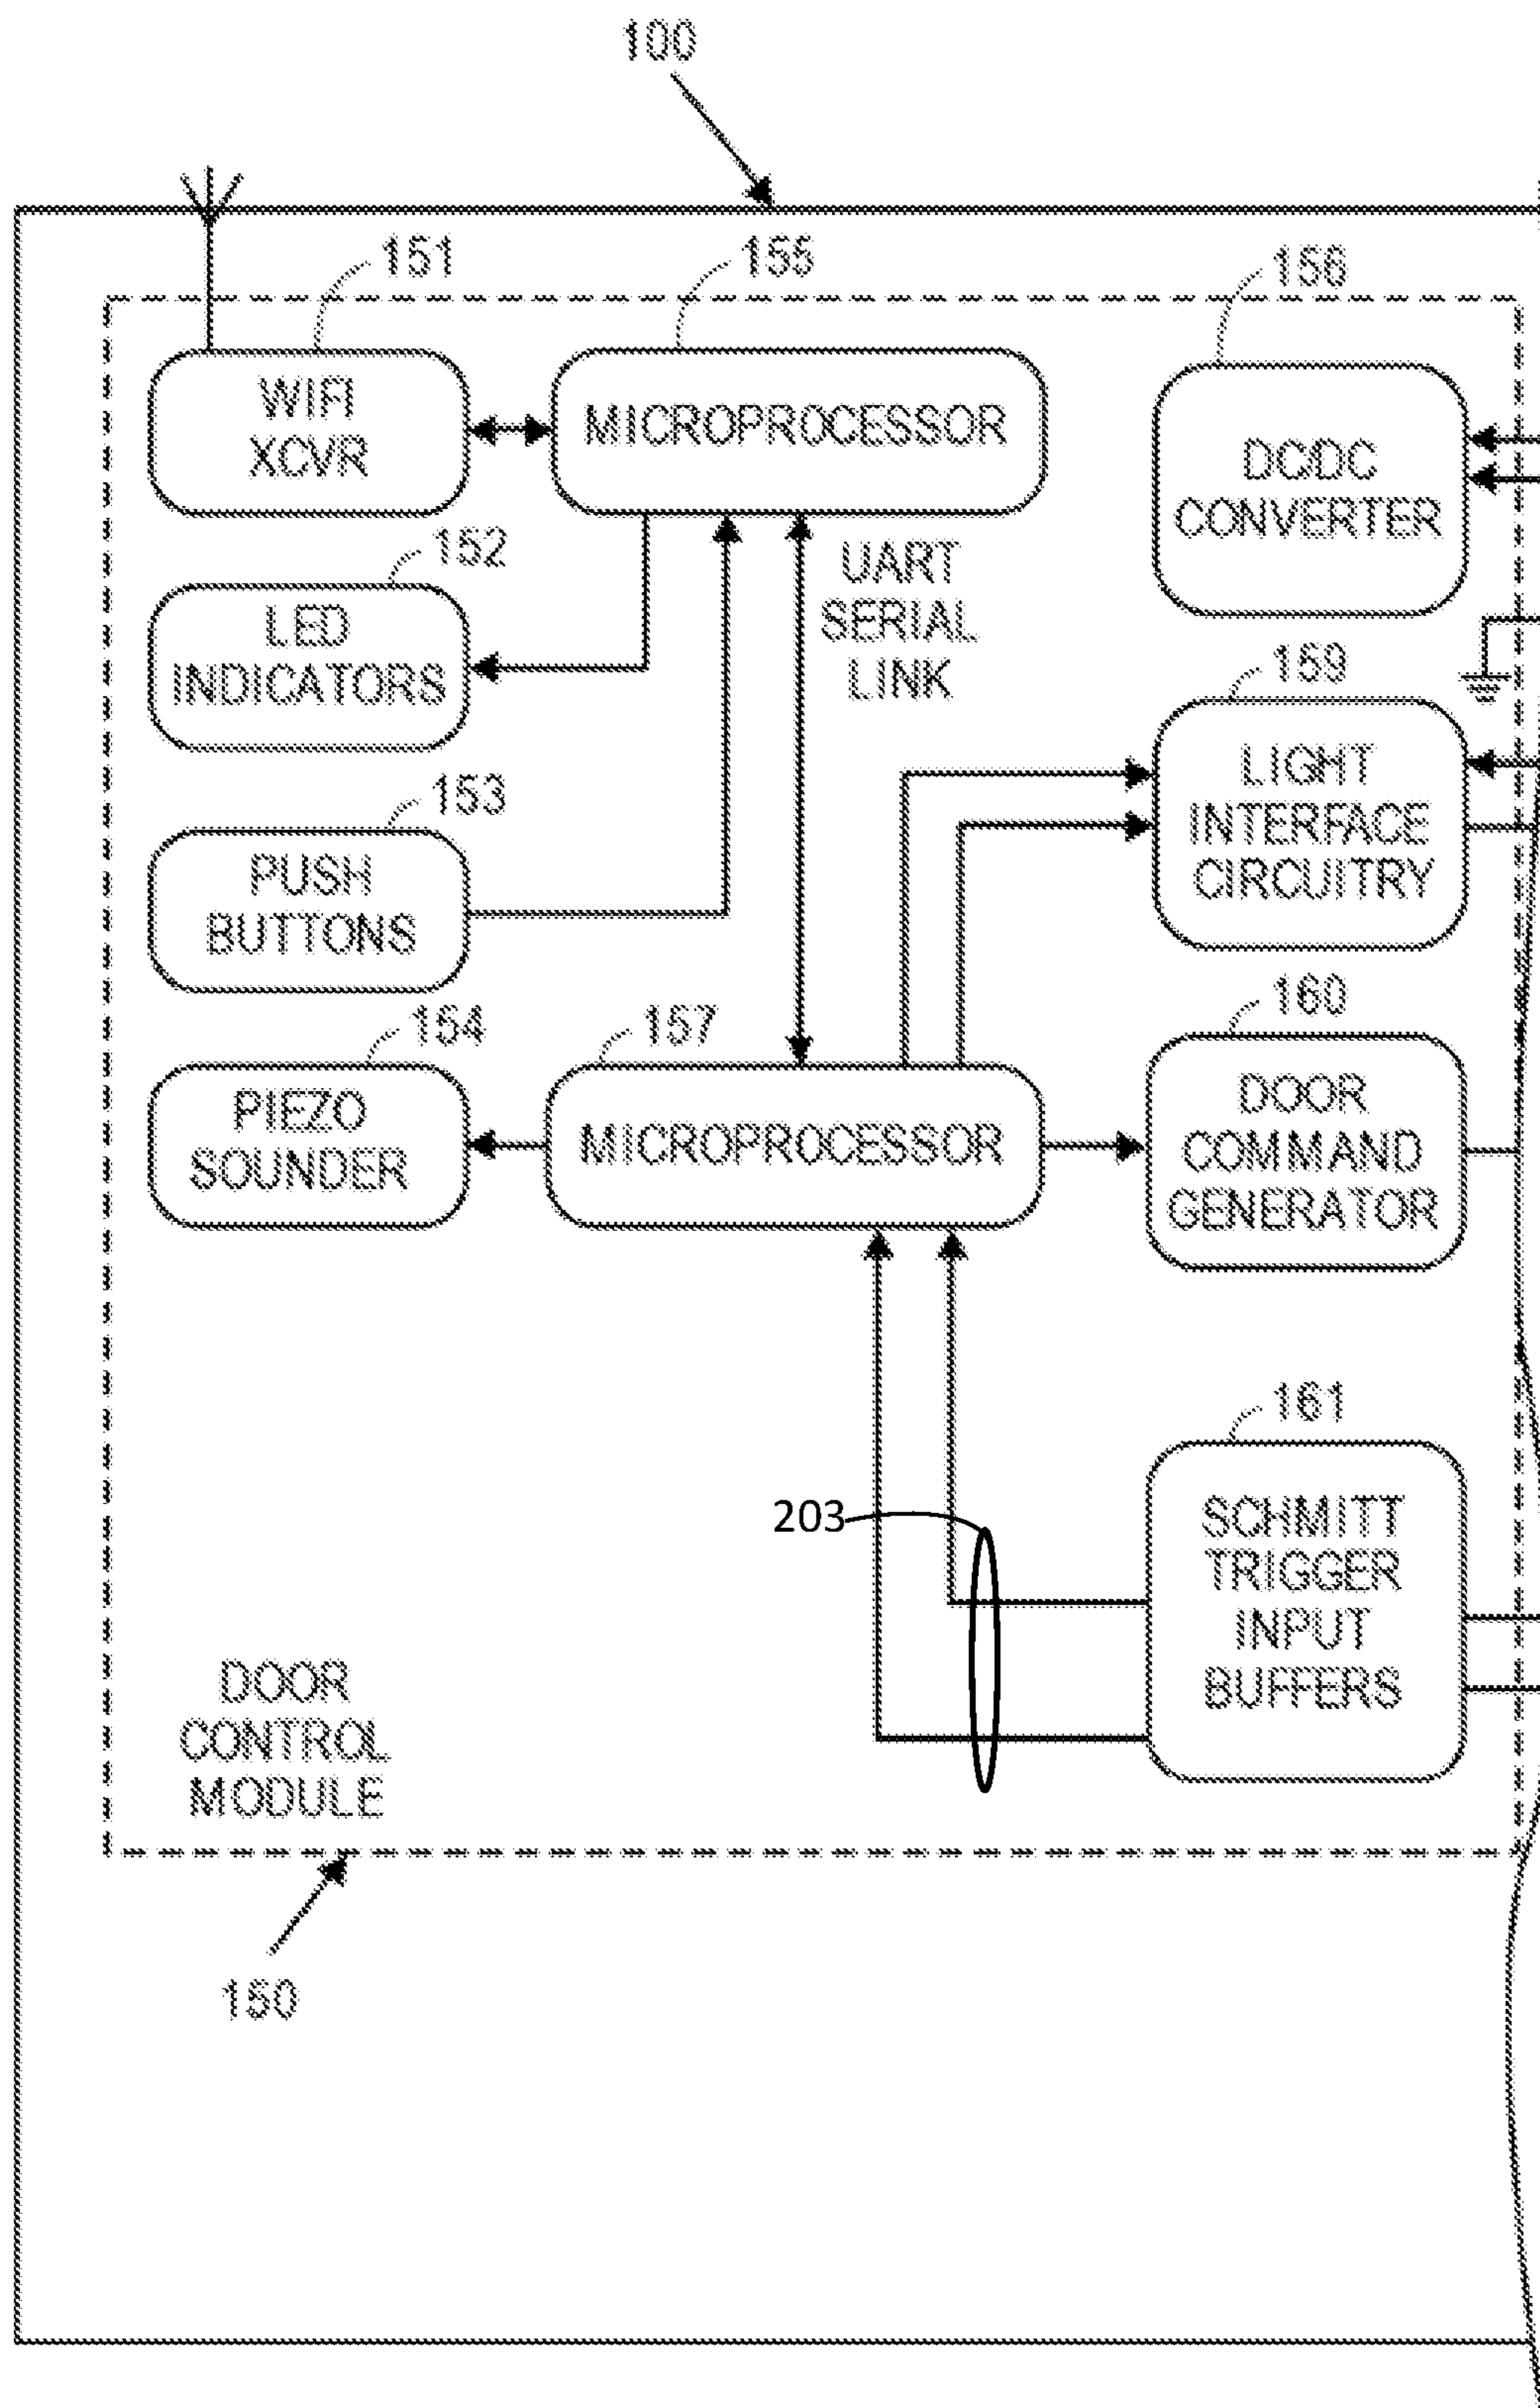 100
151
155
156
WIFI
XCVR
MICROPROCESSOR
DC/DC
CONVERTER
152
LED
INDICATORS
UART
SERIAL
LINK
159
LIGHT
INTERFACE
CIRCUITRY
153
PUSH
BUTTONS
154
157
160
PIEZO
SOUNDER
MICROPROCESSOR
DOOR
COMMAND
GENERATOR
161
203
SCHMITT
TRIGGER
INPUT
BUFFERS
DOOR
CONTROL
MODULE
150